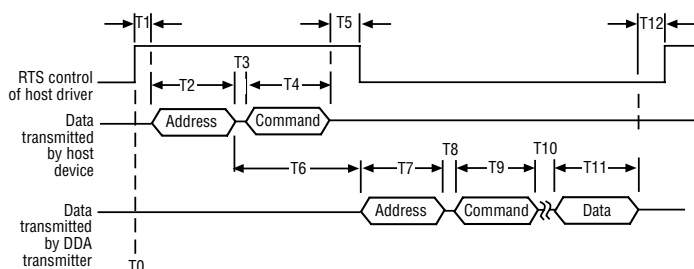 T1
T5
T12
RTS control
of host driver
T2
T3
T4
Data
transmitted
by host
device
Address
Command
T6
T7
T8
T9
T10
T11
Data
transmitted
by DDA
transmitter
Address
Command
Data
T0